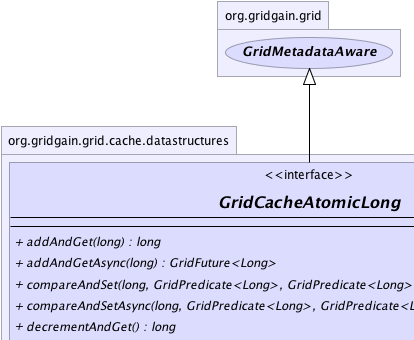 org.gridgain.grid
GridMetadataAware
org.gridgain.grid.cache.datastructures
<<interface>>
GridCacheAtomicLong
+ addAndGet(long) : long
+ addAndGetAsync(long) : GridFuture<Long>
+ compareAndSet(long, GridPredicate<Long>, GridPredicate<Long>
+ compareAndSetAsync(long, GridPredicate<Long>, GridPredicate<L
+ decrementAndGet() : long